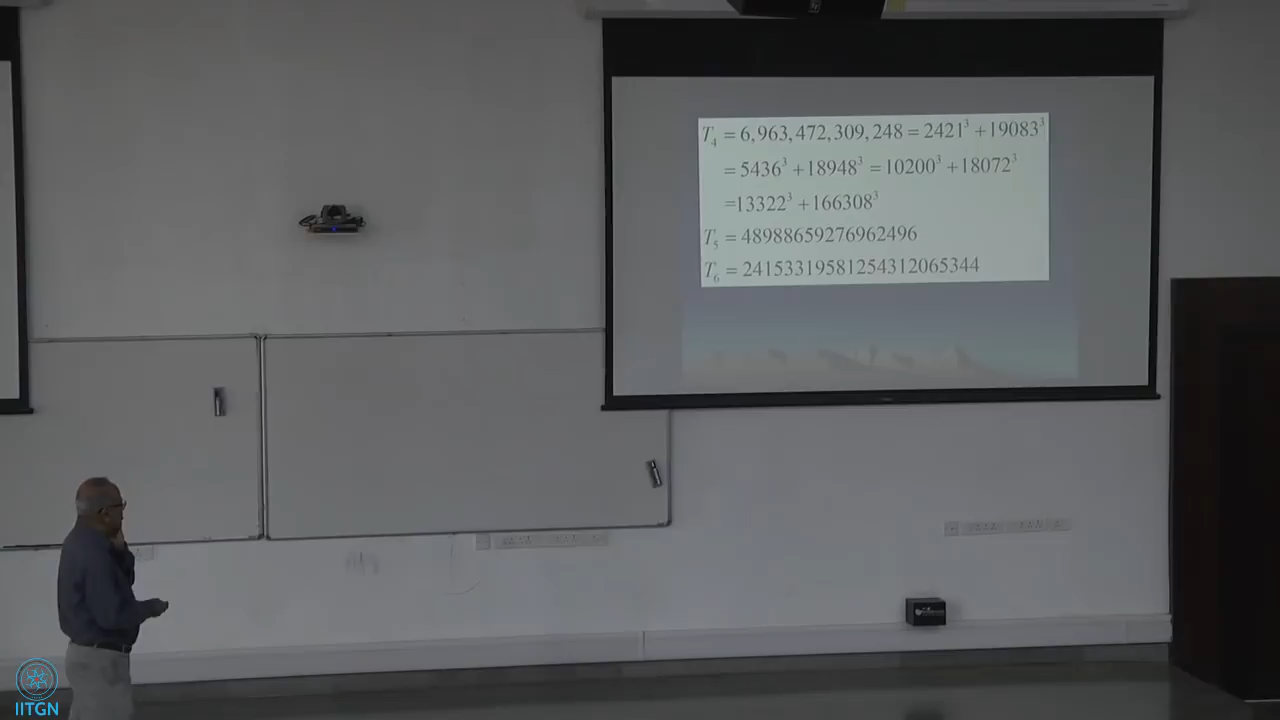 T₄ = 6,963,472,309,248 = 2421³ + 19083³
= 5436³ + 18948³ = 10200³ + 18072³
=13322³ + 166308³
T₅ = 48988659276962496
T₆ = 24153319581254312065344
IITGN